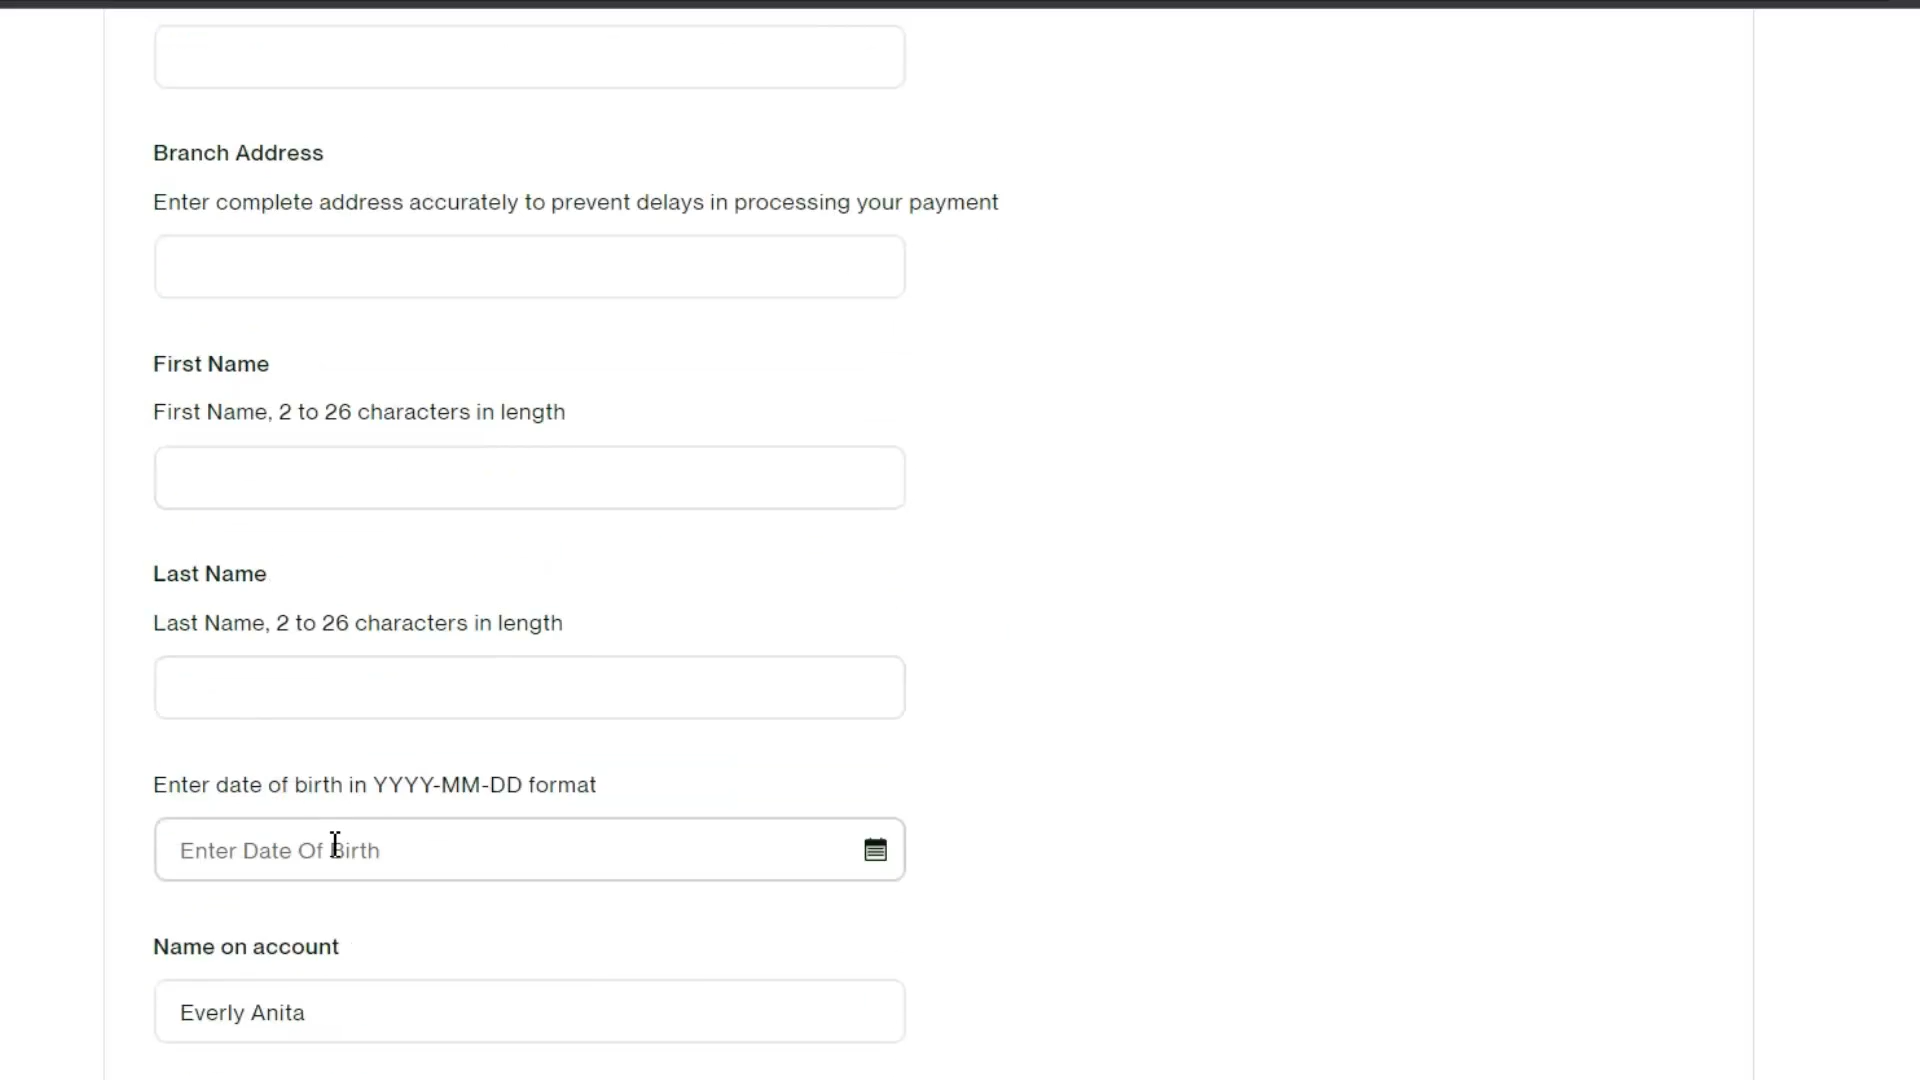 Branch Address
Enter complete address accurately to prevent delays in processing your payment
First Name
First Name, 2 to 26 characters in length
Last Name
Last Name, 2 to 26 characters in length
Enter date of birth in YYYY-MM-DD format
Enter Date Of Birth
Name on account
Everly Anita